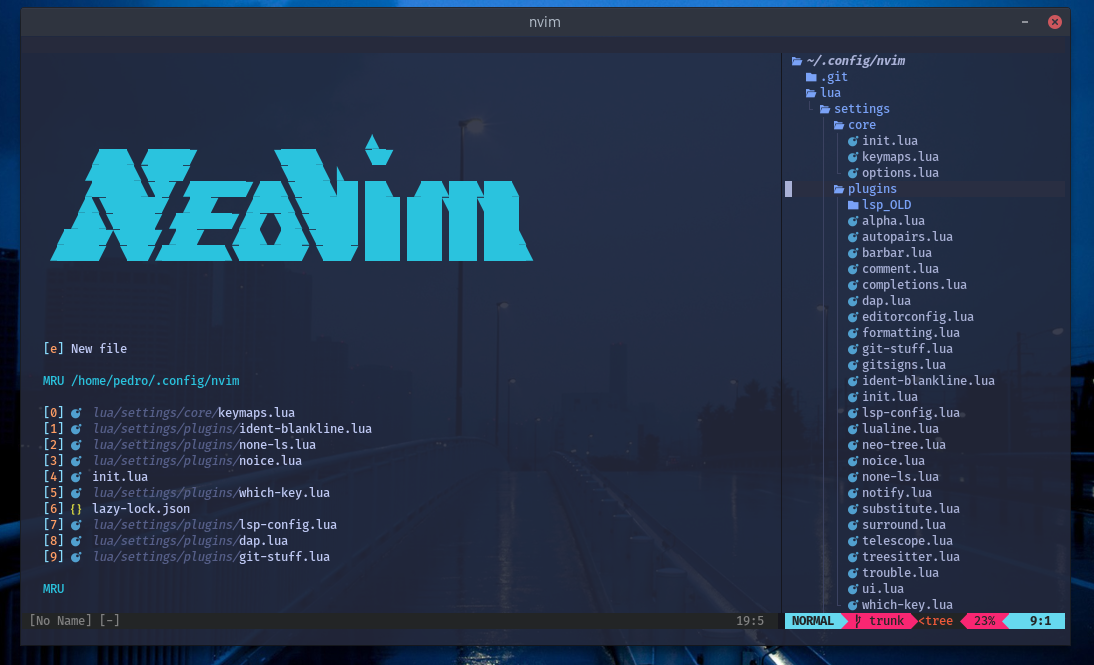 nvim
Neovim
[e] New file
MRU /home/pedro/.config/nvim
[0] lua/settings/core/keymaps.lua
[1] lua/settings/plugins/ident-blankline.lua
[2] lua/settings/plugins/none-ls.lua
[3] lua/settings/plugins/noice.lua
[4] init.lua
[5] lua/settings/plugins/which-key.lua
[6] {} lazy-lock.json
[7] lua/settings/plugins/lsp-config.lua
[8] lua/settings/plugins/dap.lua
[9] lua/settings/plugins/git-stuff.lua
MRU
[No Name] [-] 19:5
~/.config/nvim
.git
lua
settings
core
init.lua
keymaps.lua
options.lua
plugins
lsp_OLD
alpha.lua
autopairs.lua
barbar.lua
comment.lua
completions.lua
dap.lua
editorconfig.lua
formatting.lua
git-stuff.lua
gitsigns.lua
ident-blankline.lua
init.lua
lsp-config.lua
lualine.lua
neo-tree.lua
noice.lua
none-ls.lua
notify.lua
substitute.lua
surround.lua
telescope.lua
treesitter.lua
trouble.lua
ui.lua
which-key.lua
NORMAL trunk <tree 23% 9:1